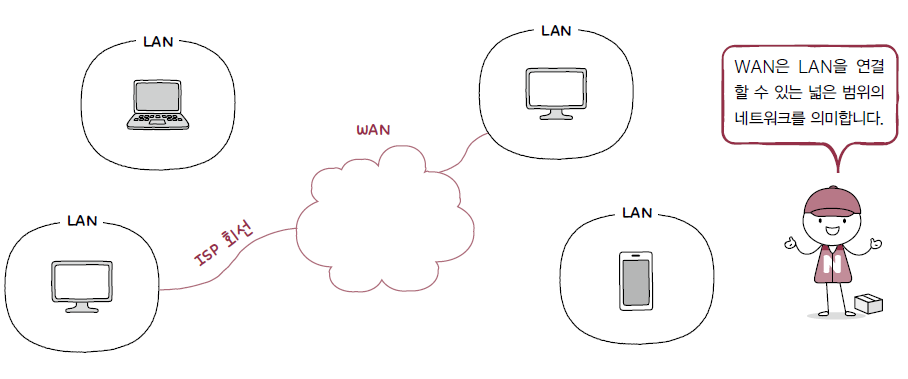 LAN
LAN
WAN
WAN은 LAN을 연결
할 수 있는 넓은 범위의
네트워크를 의미합니다.
LAN
ISP 회선
LAN
N